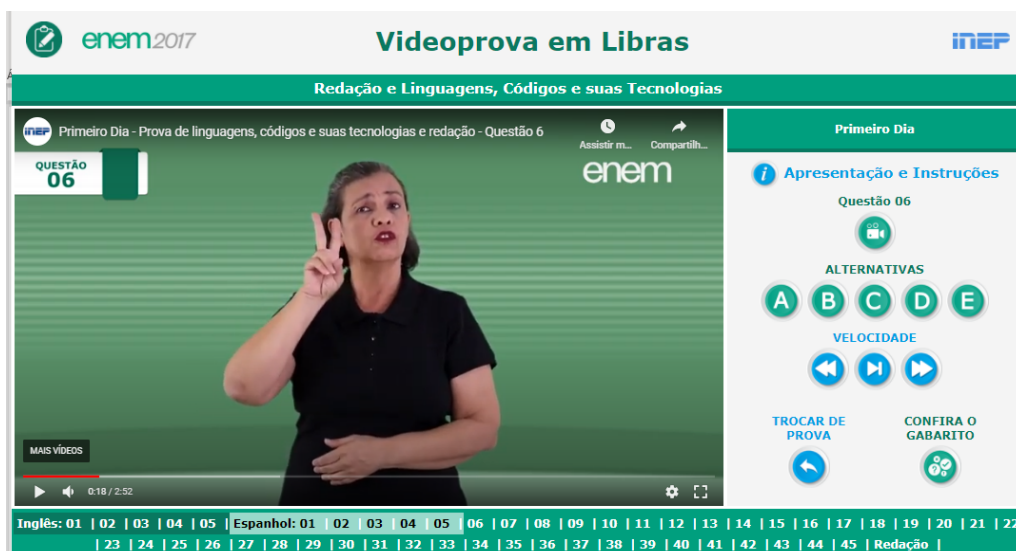 enem2017
Videoprova em Libras
inep
Redação e Linguagens, Códigos e suas Tecnologias
inep Primeiro Dia - Prova de linguagens, códigos e suas tecnologias e redação - Questão 6
Assistir m... Compartilh...
QUESTÃO
06
enem
MAIS VÍDEOS
0:18 / 2:52
Primeiro Dia
i Apresentação e Instruções
Questão 06
ALTERNATIVAS
A B C D E
VELOCIDADE
TROCAR DE
PROVA
CONFIRA O
GABARITO
Inglês: 01 | 02 | 03 | 04 | 05 | Espanhol: 01 | 02 | 03 | 04 | 05 | 06 | 07 | 08 | 09 | 10 | 11 | 12 | 13 | 14 | 15 | 16 | 17 | 18 | 19 | 20 | 21 | 22
| 23 | 24 | 25 | 26 | 27 | 28 | 29 | 30 | 31 | 32 | 33 | 34 | 35 | 36 | 37 | 38 | 39 | 40 | 41 | 42 | 43 | 44 | 45 | Redação |